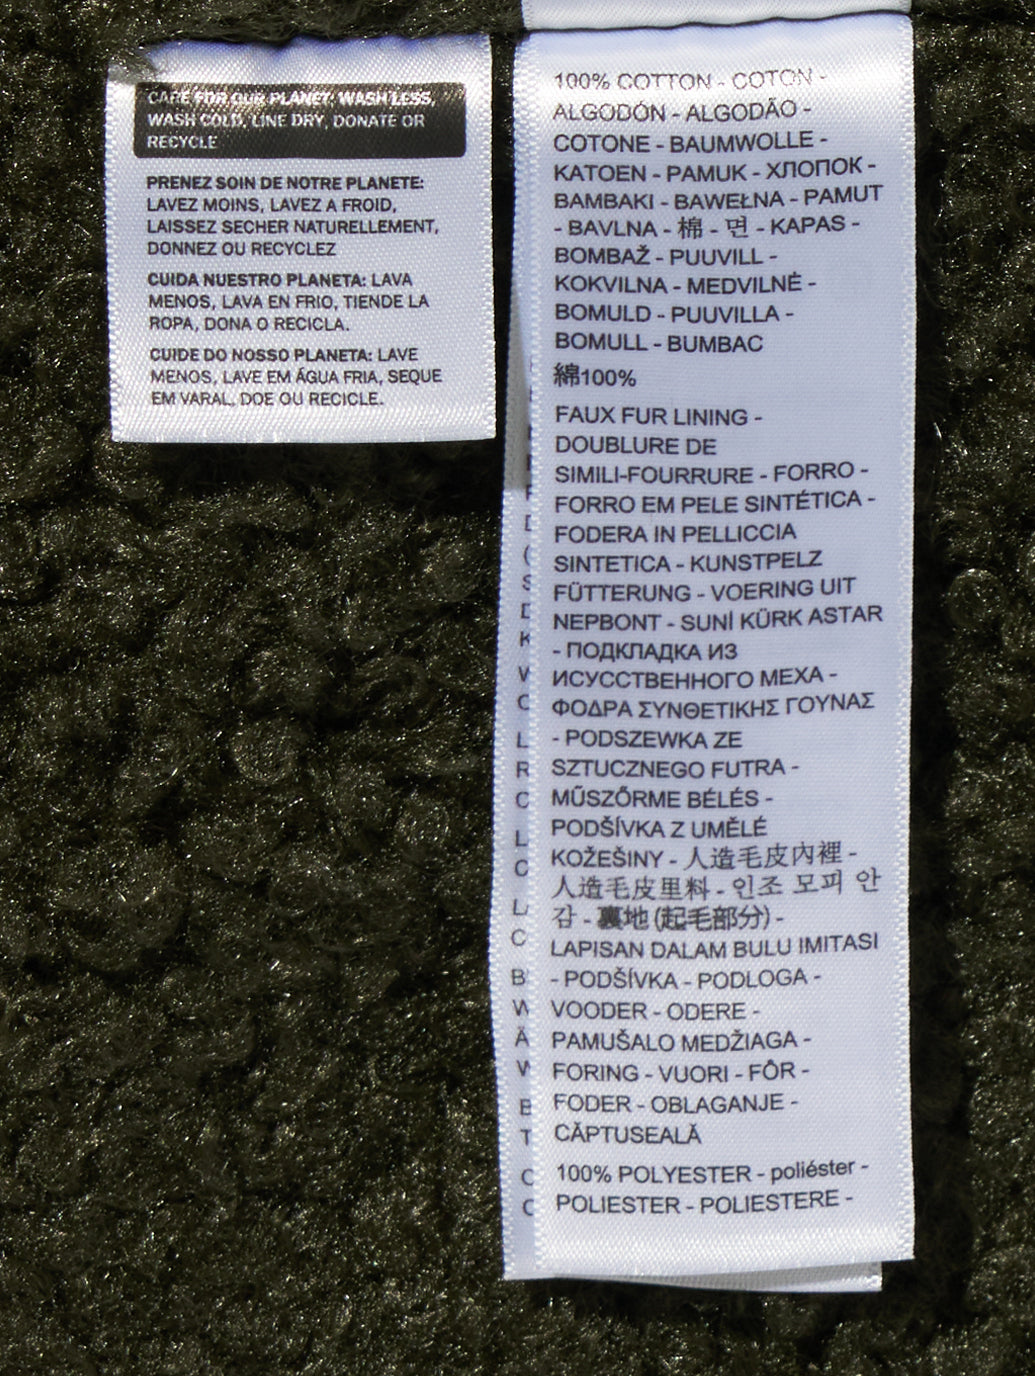 CARE FOR OUR PLANET: WASH LESS,
WASH COLD, LINE DRY, DONATE OR
RECYCLE
PRENEZ SOIN DE NOTRE PLANETE:
LAVEZ MOINS, LAVEZ A FROID,
LAISSEZ SECHER NATURELLEMENT,
DONNEZ OU RECYCLEZ
CUIDA NUESTRO PLANETA: LAVA
MENOS, LAVA EN FRIO, TIENDE LA
ROPA, DONA O RECICLA.
CUIDE DO NOSSO PLANETA: LAVE
MENOS, LAVE EM ÁGUA FRIA, SEQUE
EM VARAL, DOE OU RECICLE.
100% COTTON - COTON -
ALGODÓN - ALGODÃO -
COTONE - BAUMWOLLE -
KATOEN - PAMUK - ХЛОПОК -
BAMBAKI - BAWEŁNA - PAMUT
- BAVLNA - 棉 - 면 - KAPAS -
BOMBAŽ - PUUVILL -
KOKVILNA - MEDVILNĖ -
BOMULD - PUUVILLA -
BOMULL - BUMBAC
綿100%
FAUX FUR LINING -
DOUBLURE DE
SIMILI-FOURRURE - FORRO -
FORRO EM PELE SINTÉTICA -
FODERA IN PELLICCIA
SINTETICA - KUNSTPELZ
FÜTTERUNG - VOERING UIT
NEPBONT - SUNİ KÜRK ASTAR
- ПОДКЛАДКА ИЗ
ИСУССТВЕННОГО МЕХА -
ΦΟΔΡΑ ΣΥΝΘΕΤΙΚΗΣ ΓΟΥΝΑΣ
- PODSZEWKA ZE
SZTUCZNEGO FUTRA -
MŰSZŐRME BÉLÉS -
PODŠÍVKA Z UMĚLÉ
KOŽEŠINY - 人造毛皮內裡 -
人造毛皮里料 - 인조 모피 안
감 - 裏地 (起毛部分) -
LAPISAN DALAM BULU IMITASI
- PODŠÍVKA - PODLOGA -
VOODER - ODERE -
PAMUŠALO MEDŽIAGA -
FORING - VUORI - FÔR -
FODER - OBLAGANJE -
CĂPTUSEALĂ
100% POLYESTER - poliéster -
POLIESTER - POLIESTERE -